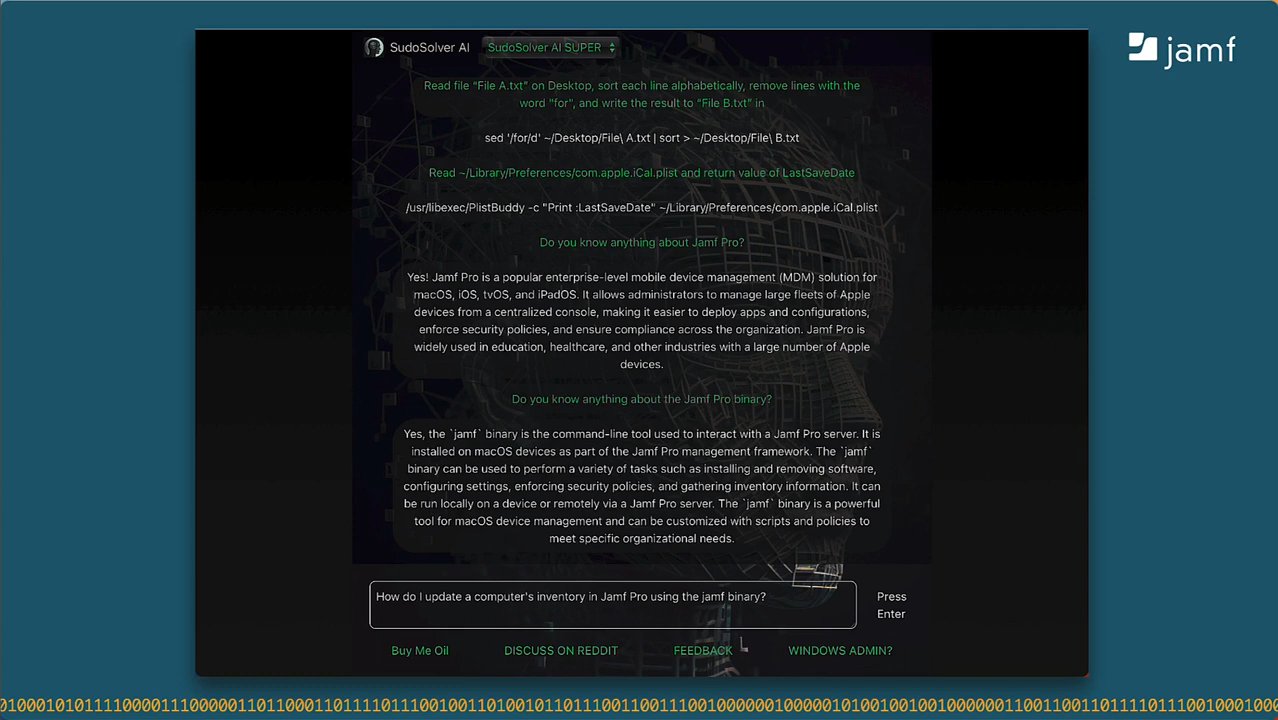 SudoSolver AI SudoSolver AI SUPER
jamf
Read file "File A.txt" on Desktop, sort each line alphabetically, remove lines with the
word "for", and write the result to "File B.txt" in
sed '/for/d' ~/Desktop/File\ A.txt | sort > ~/Desktop/File\ B.txt
Read ~/Library/Preferences/com.apple.iCal.plist and return value of LastSaveDate
/usr/libexec/PlistBuddy -c "Print :LastSaveDate" ~/Library/Preferences/com.apple.iCal.plist
Do you know anything about Jamf Pro?
Yes! Jamf Pro is a popular enterprise-level mobile device management (MDM) solution for
macOS, iOS, tvOS, and iPadOS. It allows administrators to manage large fleets of Apple
devices from a centralized console, making it easier to deploy apps and configurations,
enforce security policies, and ensure compliance across the organization. Jamf Pro is
widely used in education, healthcare, and other industries with a large number of Apple
devices.
Do you know anything about the Jamf Pro binary?
Yes, the `jamf` binary is the command-line tool used to interact with a Jamf Pro server. It is
installed on macOS devices as part of the Jamf Pro management framework. The `jamf`
binary can be used to perform a variety of tasks such as installing and removing software,
configuring settings, enforcing security policies, and gathering inventory information. It can
be run locally on a device or remotely via a Jamf Pro server. The `jamf` binary is a powerful
tool for macOS device management and can be customized with scripts and policies to
meet specific organizational needs.
How do I update a computer's inventory in Jamf Pro using the jamf binary?
Press
Enter
Buy Me Oil DISCUSS ON REDDIT FEEDBACK WINDOWS ADMIN?